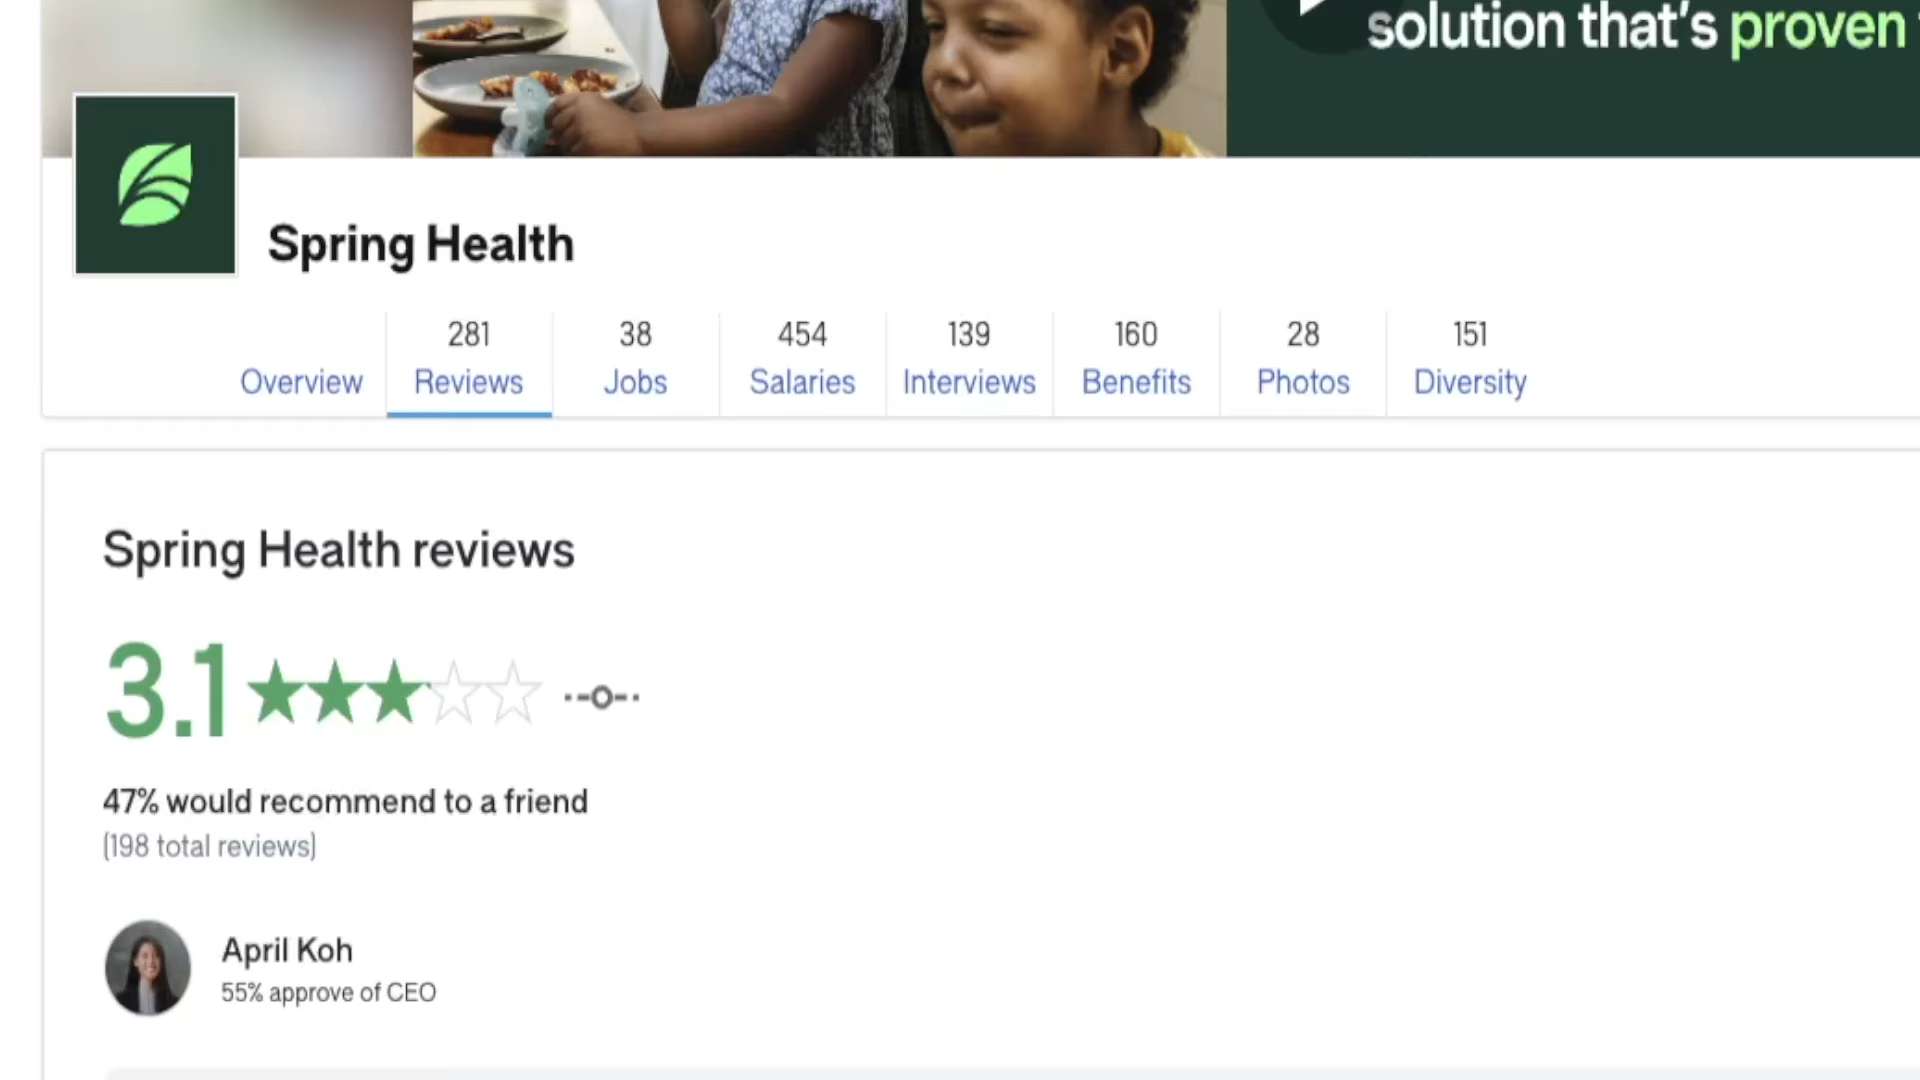 solution that's proven
Spring Health
Overview
281 Reviews
38 Jobs
454 Salaries
139 Interviews
160 Benefits
28 Photos
151 Diversity
Spring Health reviews
3.1
47% would recommend to a friend
(198 total reviews)
April Koh
55% approve of CEO